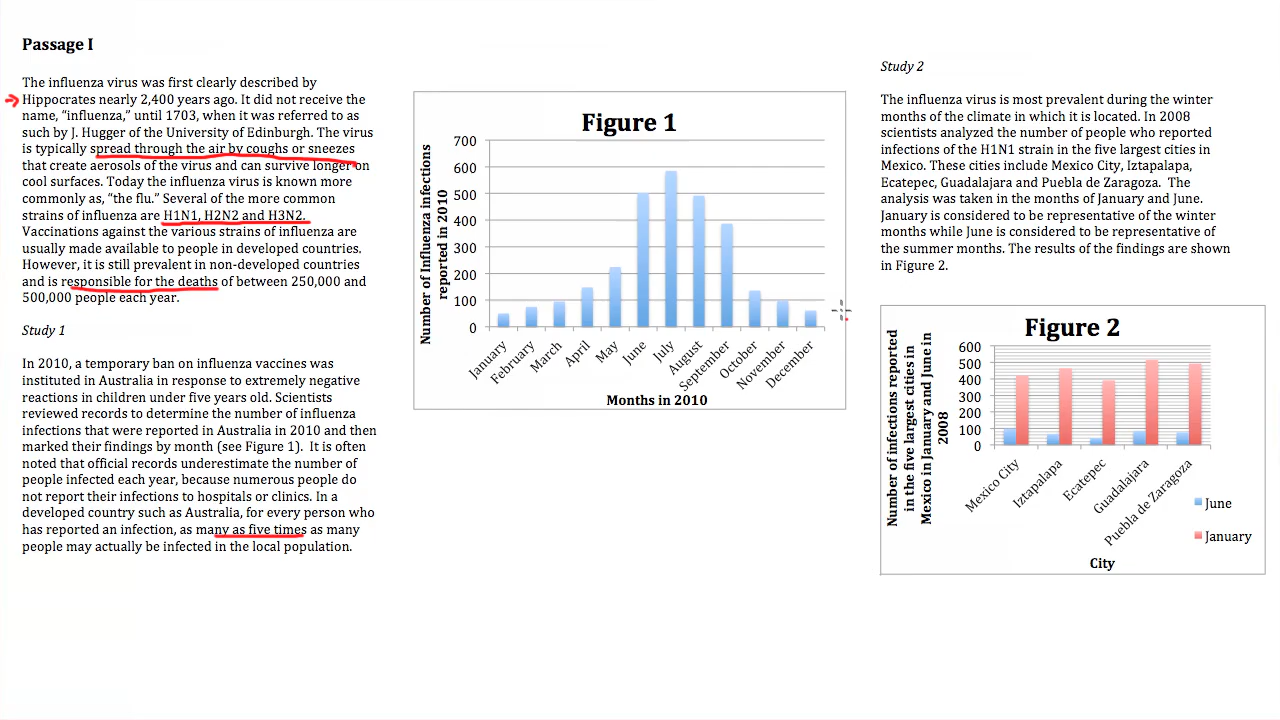 Passage I
The influenza virus was first clearly described by
Hippocrates nearly 2,400 years ago. It did not receive the
name, "influenza," until 1703, when it was referred to as
such by J. Hugger of the University of Edinburgh. The virus
is typically spread through the air by coughs or sneezes
that create aerosols of the virus and can survive longer on
cool surfaces. Today the influenza virus is known more
commonly as, "the flu." Several of the more common
strains of influenza are H1N1, H2N2 and H3N2.
Vaccinations against the various strains of influenza are
usually made available to people in developed countries.
However, it is still prevalent in non-developed countries
and is responsible for the deaths of between 250,000 and
500,000 people each year.
Study 1
In 2010, a temporary ban on influenza vaccines was
instituted in Australia in response to extremely negative
reactions in children under five years old. Scientists
reviewed records to determine the number of influenza
infections that were reported in Australia in 2010 and then
marked their findings by month (see Figure 1).  It is often
noted that official records underestimate the number of
people infected each year, because numerous people do
not report their infections to hospitals or clinics. In a
developed country such as Australia, for every person who
has reported an infection, as many as five times as many
people may actually be infected in the local population.
Figure 1
Number of Influenza infections
reported in 2010
700
600
500
400
300
200
100
0
January
February
March
April
May
June
July
August
September
October
November
December
Months in 2010
Study 2
The influenza virus is most prevalent during the winter
months of the climate in which it is located. In 2008
scientists analyzed the number of people who reported
infections of the H1N1 strain in the five largest cities in
Mexico. These cities include Mexico City, Iztapalapa,
Ecatepec, Guadalajara and Puebla de Zaragoza.  The
analysis was taken in the months of January and June.
January is considered to be representative of the winter
months while June is considered to be representative of
the summer months. The results of the findings are shown
in Figure 2.
Figure 2
Number of infections reported
in the five largest cities in
Mexico in January and June in
2008
600
500
400
300
200
100
0
Mexico City
Iztapalapa
Ecatepec
Guadalajara
Puebla de Zaragoza
June
January
City